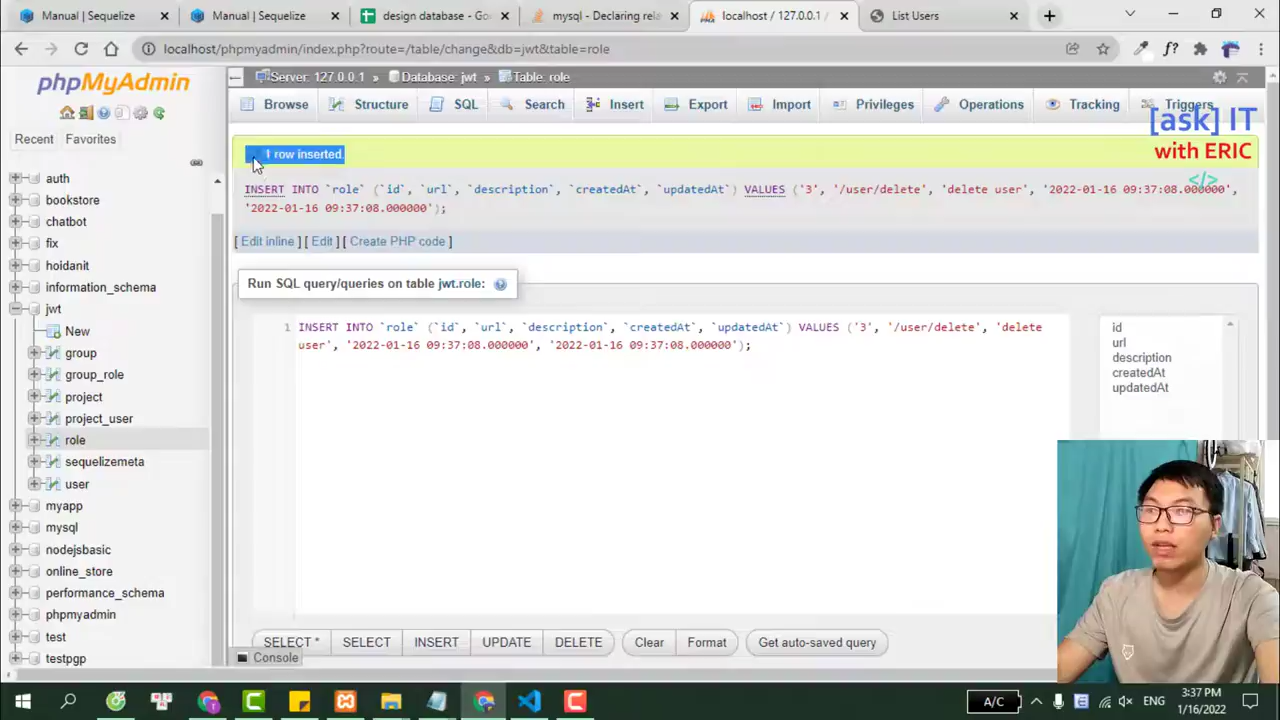 Manual | Sequelize
Manual | Sequelize
design database - Go
mysql - Declaring rela
localhost / 127.0.0.1 /
List Users
localhost/phpmyadmin/index.php?route=/table/change&db=jwt&table=role
phpMyAdmin
Recent
Favorites
auth
bookstore
chatbot
fix
hoidanit
information_schema
jwt
New
group
group_role
project
project_user
role
sequelizemeta
user
myapp
mysql
nodejsbasic
online_store
performance_schema
phpmyadmin
test
testpgp
Server: 127.0.0.1 » Database: jwt » Table: role
Browse
Structure
SQL
Search
Insert
Export
Import
Privileges
Operations
Tracking
Triggers
[ask] IT
with ERIC
</>
1 row inserted.
INSERT INTO `role` (`id`, `url`, `description`, `createdAt`, `updatedAt`) VALUES ('3', '/user/delete', 'delete user', '2022-01-16 09:37:08.000000',
'2022-01-16 09:37:08.000000');
[ Edit inline ] [ Edit ] [ Create PHP code ]
Run SQL query/queries on table jwt.role:
1 INSERT INTO `role` (`id`, `url`, `description`, `createdAt`, `updatedAt`) VALUES ('3', '/user/delete', 'delete
user', '2022-01-16 09:37:08.000000', '2022-01-16 09:37:08.000000');
id
url
description
createdAt
updatedAt
SELECT *
SELECT
INSERT
UPDATE
DELETE
Clear
Format
Get auto-saved query
Console
A/C
ENG
3:37 PM
1/16/2022